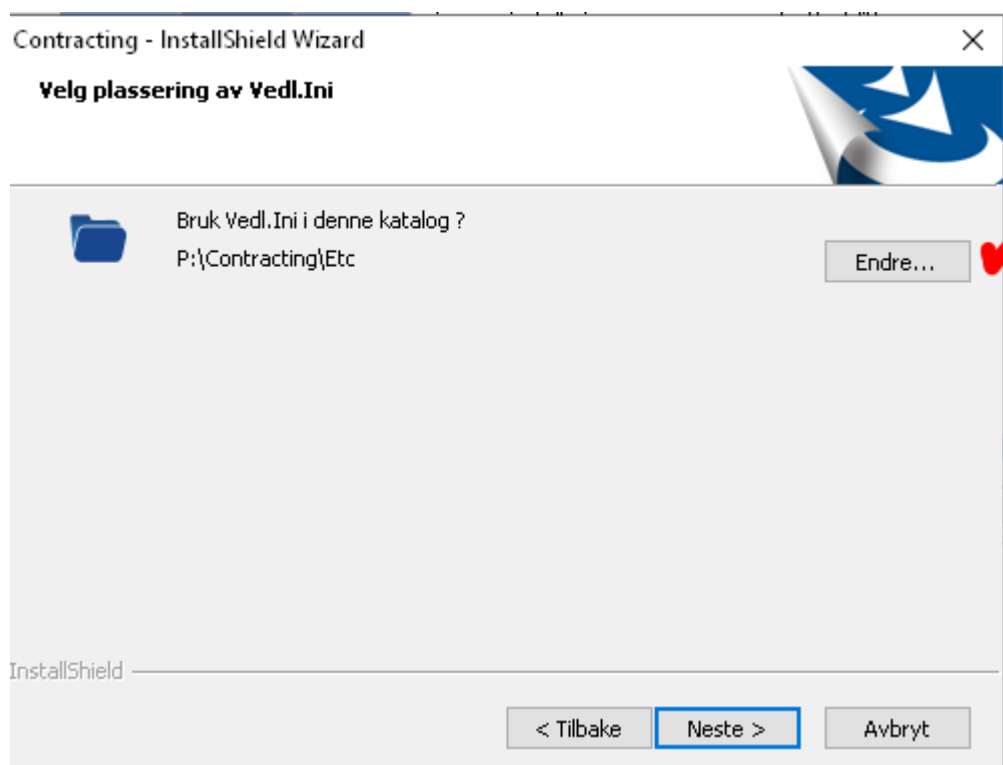 Contracting - InstallShield Wizard
Velg plassering av Vedl.Ini
Bruk Vedl.Ini i denne katalog ?
P:\Contracting\Etc
Endre...
InstallShield
< Tilbake
Neste >
Avbryt